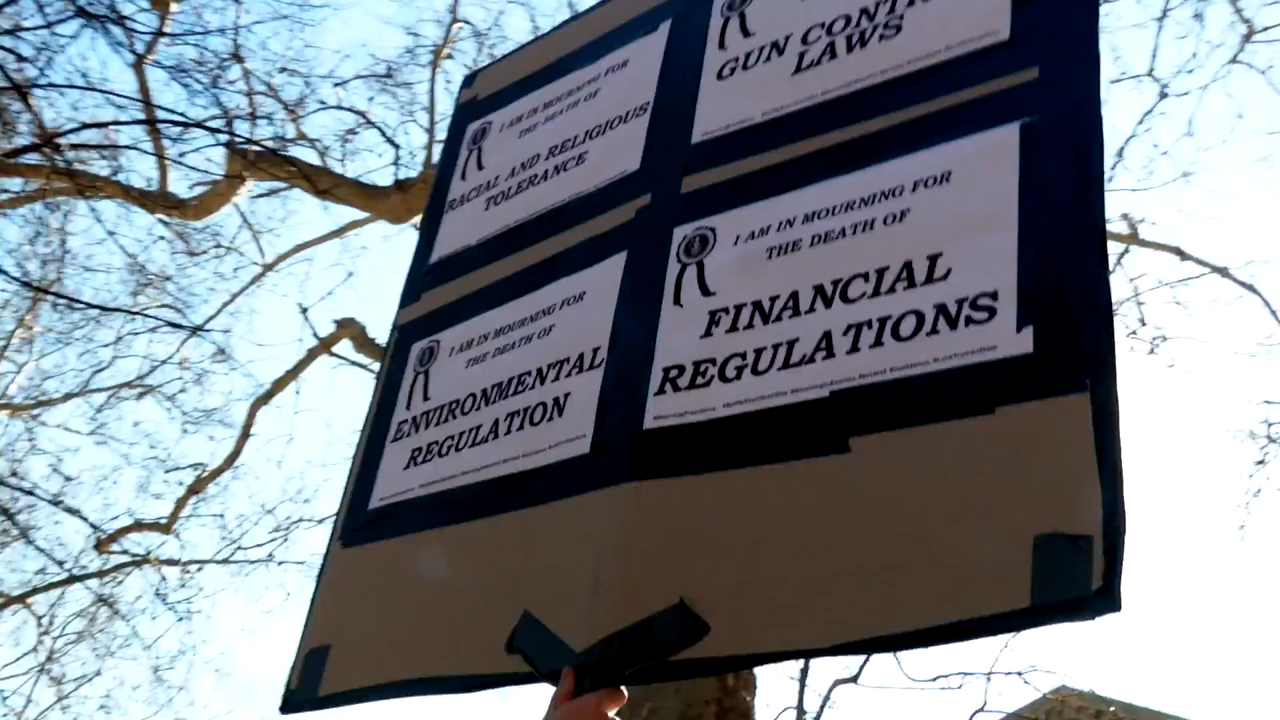 GUN CONTR
LAWS
I AM IN MOURNING FOR
THE DEATH OF
RACIAL AND RELIGIOUS
TOLERANCE
I AM IN MOURNING FOR
THE DEATH OF
FINANCIAL
REGULATIONS
I AM IN MOURNING FOR
THE DEATH OF
ENVIRONMENTAL
REGULATION